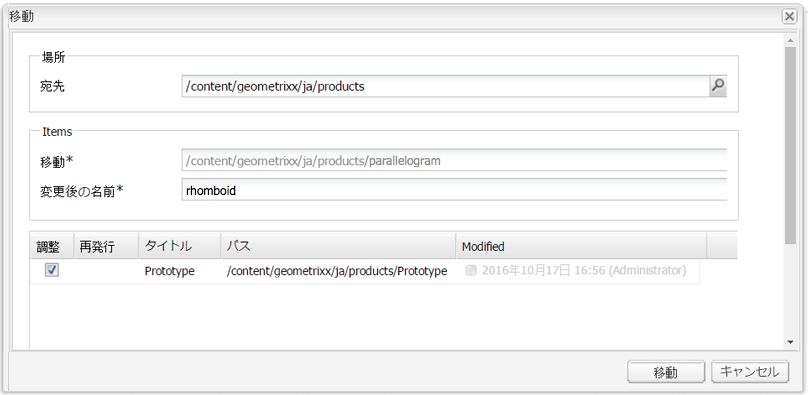 移動
場所
宛先 /content/geometrixx/ja/products
Items
移動* /content/geometrixx/ja/products/parallelogram
変更後の名前* rhomboid
調整 再発行 タイトル パス Modified
Prototype /content/geometrixx/ja/products/Prototype 2016年10月17日 16:56 (Administrator)
移動 キャンセル